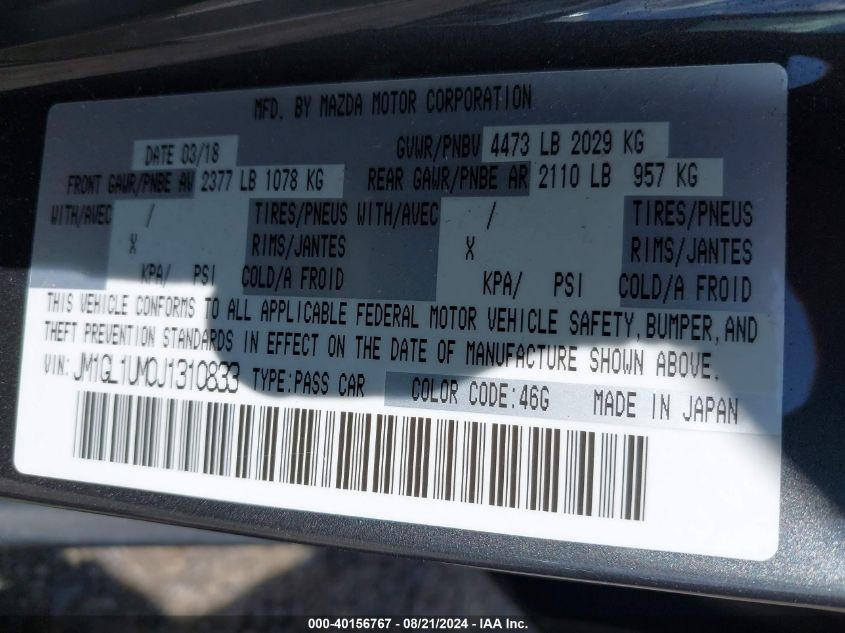 MFD. BY MAZDA MOTOR CORPORATION
DATE 03/18 GVWR/PNBV 4473 LB 2029 KG
FRONT GAWR/PNBE AV 2377 LB 1078 KG REAR GAWR/PNBE AR 2110 LB 957 KG
WITH/AVEC / TIRES/PNEUS WITH/AVEC / TIRES/PNEUS
X RIMS/JANTES X RIMS/JANTES
KPA/ PSI COLD/A FROID KPA/ PSI COLD/A FROID
THIS VEHICLE CONFORMS TO ALL APPLICABLE FEDERAL MOTOR VEHICLE SAFETY, BUMPER, AND
THEFT PREVENTION STANDARDS IN EFFECT ON THE DATE OF MANUFACTURE SHOWN ABOVE.
VIN: JM1GL1UM0J1310833 TYPE:PASS CAR COLOR CODE:46G MADE IN JAPAN
000-40156767 - 08/21/2024 - IAA Inc.